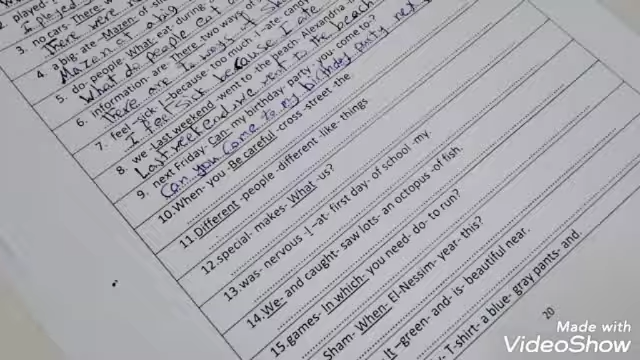 played
3. no cars- There
There were
4. a big- ate- Mazen- of
Mazen at a big
5. do- people- What- eat- during
What do people eat
6. information- are- There- two ways- of
There are
7. feel- sick- I- because- too much- I- ate- candy
I feel sick because I ate
8. we- Last weekend- went to- the beach- Alexandria
Last weekend, we went to the beach
9. next Friday- Can- my birthday- party- you- come to?
Can you come to my birthday party next
10. When- you- Be careful- cross- street- the-
11. Different- people- different- like- things
12. special- makes- What- us?
13. was- nervous- I- at- first day- of school- my.
14. We- and caught- saw lots- an octopus- of fish.
15. games- In which- you need- do- to run?
Sham- When- El-Nessim- year- this?
It- green- and- is- beautiful near.
T-shirt- a blue- gray pants- and.
20
Made with
VideoShow